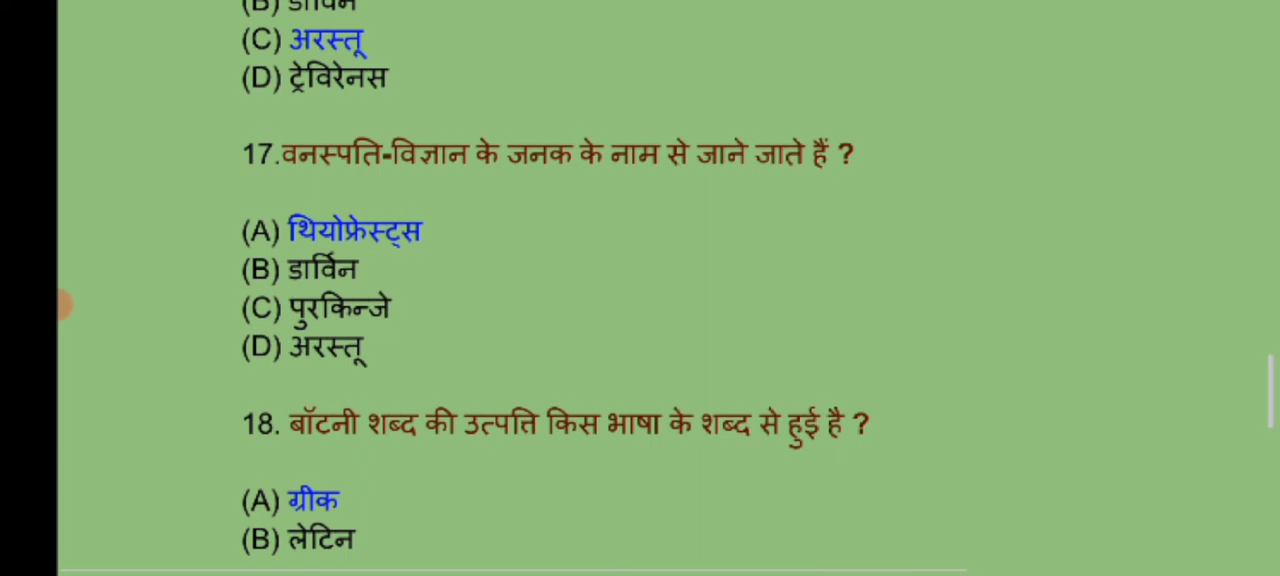 (C) अरस्तू
(D) ट्रेविरेनस
17.वनस्पति-विज्ञान के जनक के नाम से जाने जाते हैं ?
(A) थियोफ्रेस्ट्स
(B) डार्विन
(C) पुरकिन्जे
(D) अरस्तू
18. बॉटनी शब्द की उत्पत्ति किस भाषा के शब्द से हुई है ?
(A) ग्रीक
(B) लेटिन